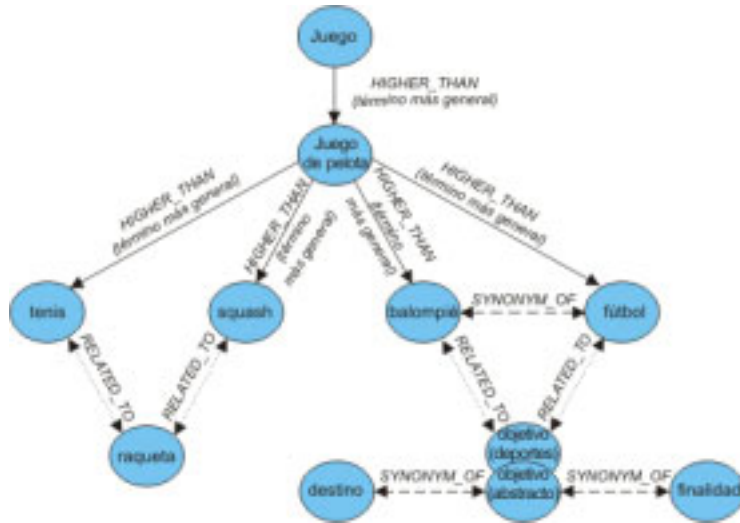 Juego
HIGHER_THAN
(término más general)
Juego
de pelota
HIGHER_THAN
(término más general)
HIGHER_THAN
(término
más general)
HIGHER_THAN
(término
más general)
HIGHER_THAN
(término más general)
tenis
squash
balompié
SYNONYM_OF
fútbol
RELATED_TO
RELATED_TO
RELATED_TO
RELATED_TO
raqueta
objetivo
(deportes)
destino
SYNONYM_OF
objetivo
(abstracto)
SYNONYM_OF
finalidad